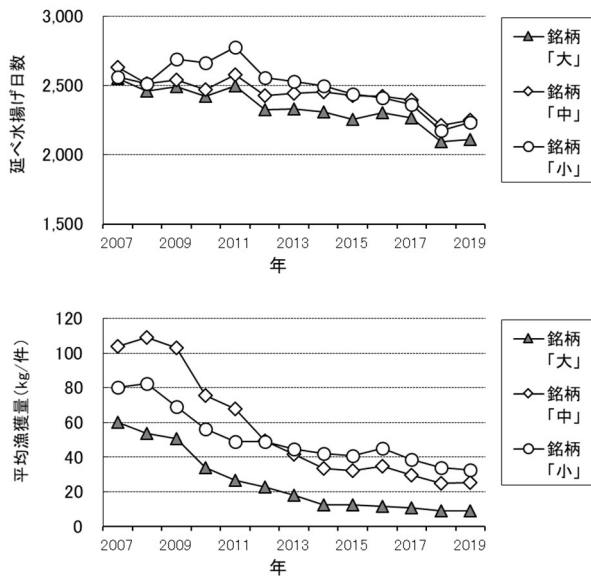 3,000
2,500
2,000
1,500
延べ水揚げ日数
2007 2009 2011 2013 2015 2017 2019
年
銘柄
「大」
銘柄
「中」
銘柄
「小」
120
100
80
60
40
20
0
平均漁獲量(kg/件)
2007 2009 2011 2013 2015 2017 2019
年
銘柄
「大」
銘柄
「中」
銘柄
「小」